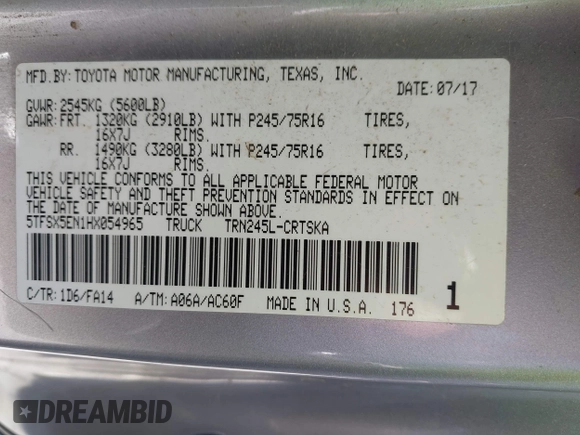 MFD.BY:TOYOTA MOTOR MANUFACTURING, TEXAS, INC.
DATE:07/17
GVWR:2545KG (5600LB)
GAWR:FRT. 1320KG (2910LB) WITH P245/75R16 TIRES,
16X7J RIMS.
RR. 1490KG (3280LB) WITH P245/75R16 TIRES,
16X7J RIMS.
THIS VEHICLE CONFORMS TO ALL APPLICABLE FEDERAL MOTOR
VEHICLE SAFETY AND THEFT PREVENTION STANDARDS IN EFFECT ON
THE DATE OF MANUFACTURE SHOWN ABOVE.
5TFSX5EN1HX054965 TRUCK TRN245L-CRTSKA
C/TR:1D6/FA14 A/TM:A06A/AC60F MADE IN U.S.A. 176 1
DREAMBID